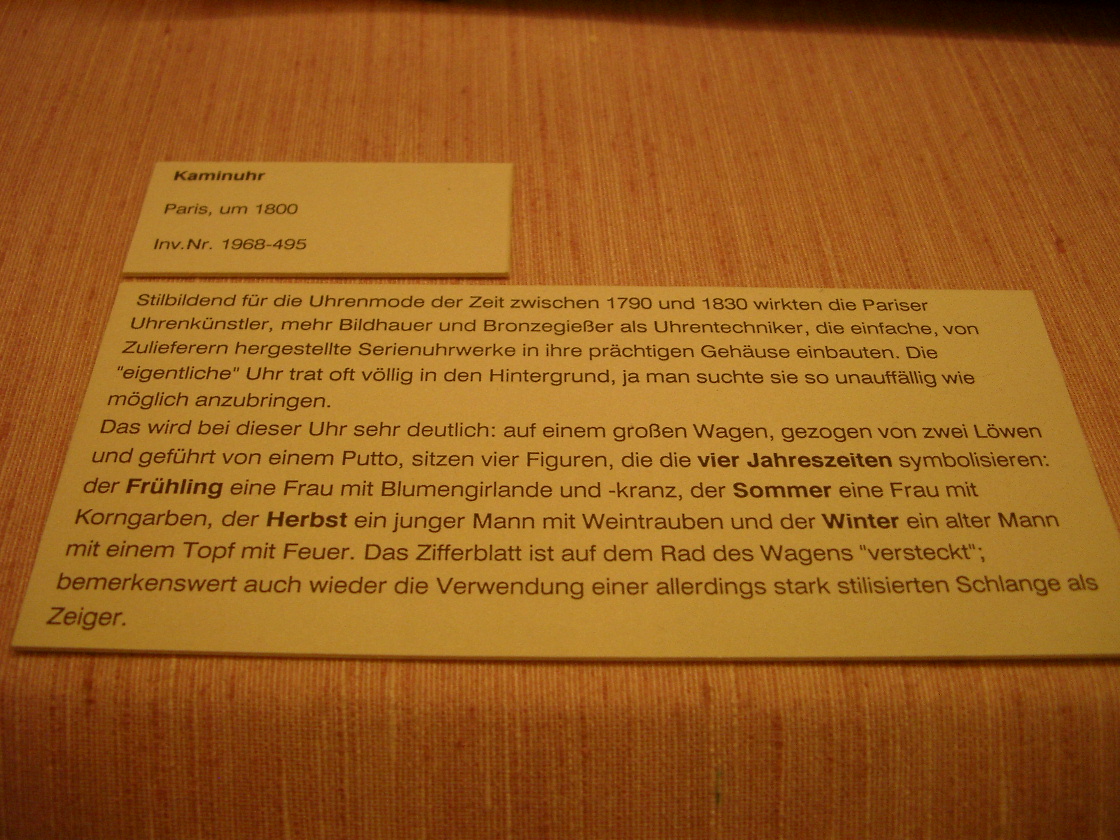 Kaminuhr
Paris, um 1800
Inv.Nr. 1968-495
Stilbildend für die Uhrenmode der Zeit zwischen 1790 und 1830 wirkten die Pariser
Uhrenkünstler, mehr Bildhauer und Bronzegießer als Uhrentechniker, die einfache, von
Zulieferern hergestellte Serienuhrwerke in ihre prächtigen Gehäuse einbauten. Die
"eigentliche" Uhr trat oft völlig in den Hintergrund, ja man suchte sie so unauffällig wie
möglich anzubringen.
Das wird bei dieser Uhr sehr deutlich: auf einem großen Wagen, gezogen von zwei Löwen
und geführt von einem Putto, sitzen vier Figuren, die die vier Jahreszeiten symbolisieren:
der Frühling eine Frau mit Blumengirlande und -kranz, der Sommer eine Frau mit
Korngarben, der Herbst ein junger Mann mit Weintrauben und der Winter ein alter Mann
mit einem Topf mit Feuer. Das Zifferblatt ist auf dem Rad des Wagens "versteckt";
bemerkenswert auch wieder die Verwendung einer allerdings stark stilisierten Schlange als
Zeiger.